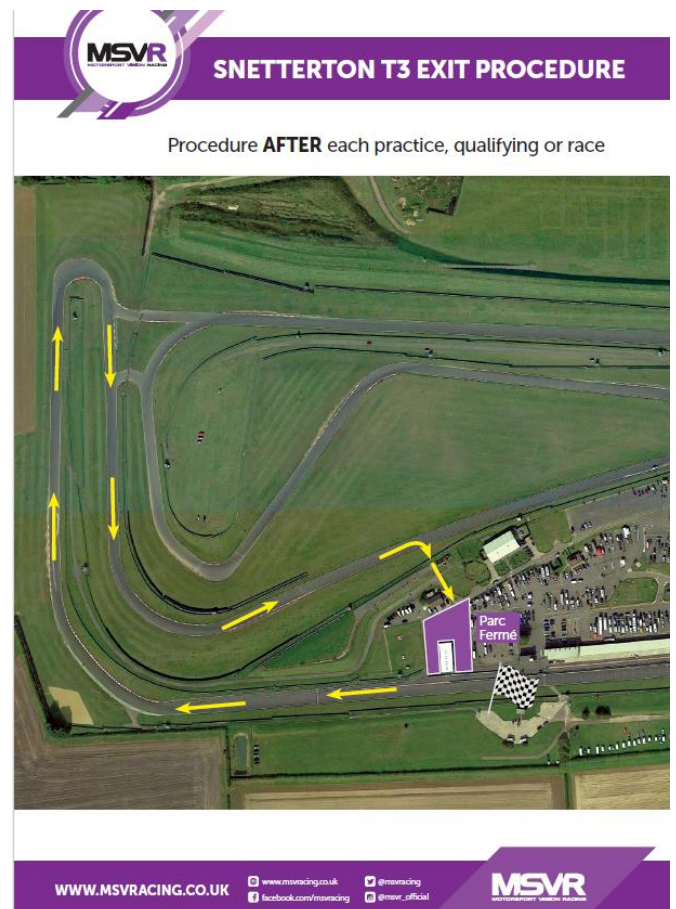 MSVR
MOTORSPORT VISION RACING
SNETTERTON T3 EXIT PROCEDURE
Procedure AFTER each practice, qualifying or race
Parc
Fermé
WWW.MSVRACING.CO.UK
www.msvracing.co.uk
@msvracing
facebook.com/msvracing
@msvr_official
MSVR
MOTORSPORT VISION RACING